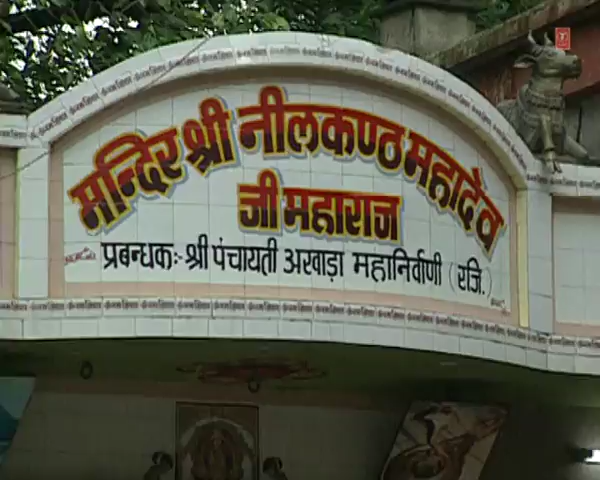 मन्दिर श्री नीलकण्ठ महादेव
जी महाराज
प्रबन्धकः- श्री पंचायती अखाड़ा महानिर्वाणी (रजि.)